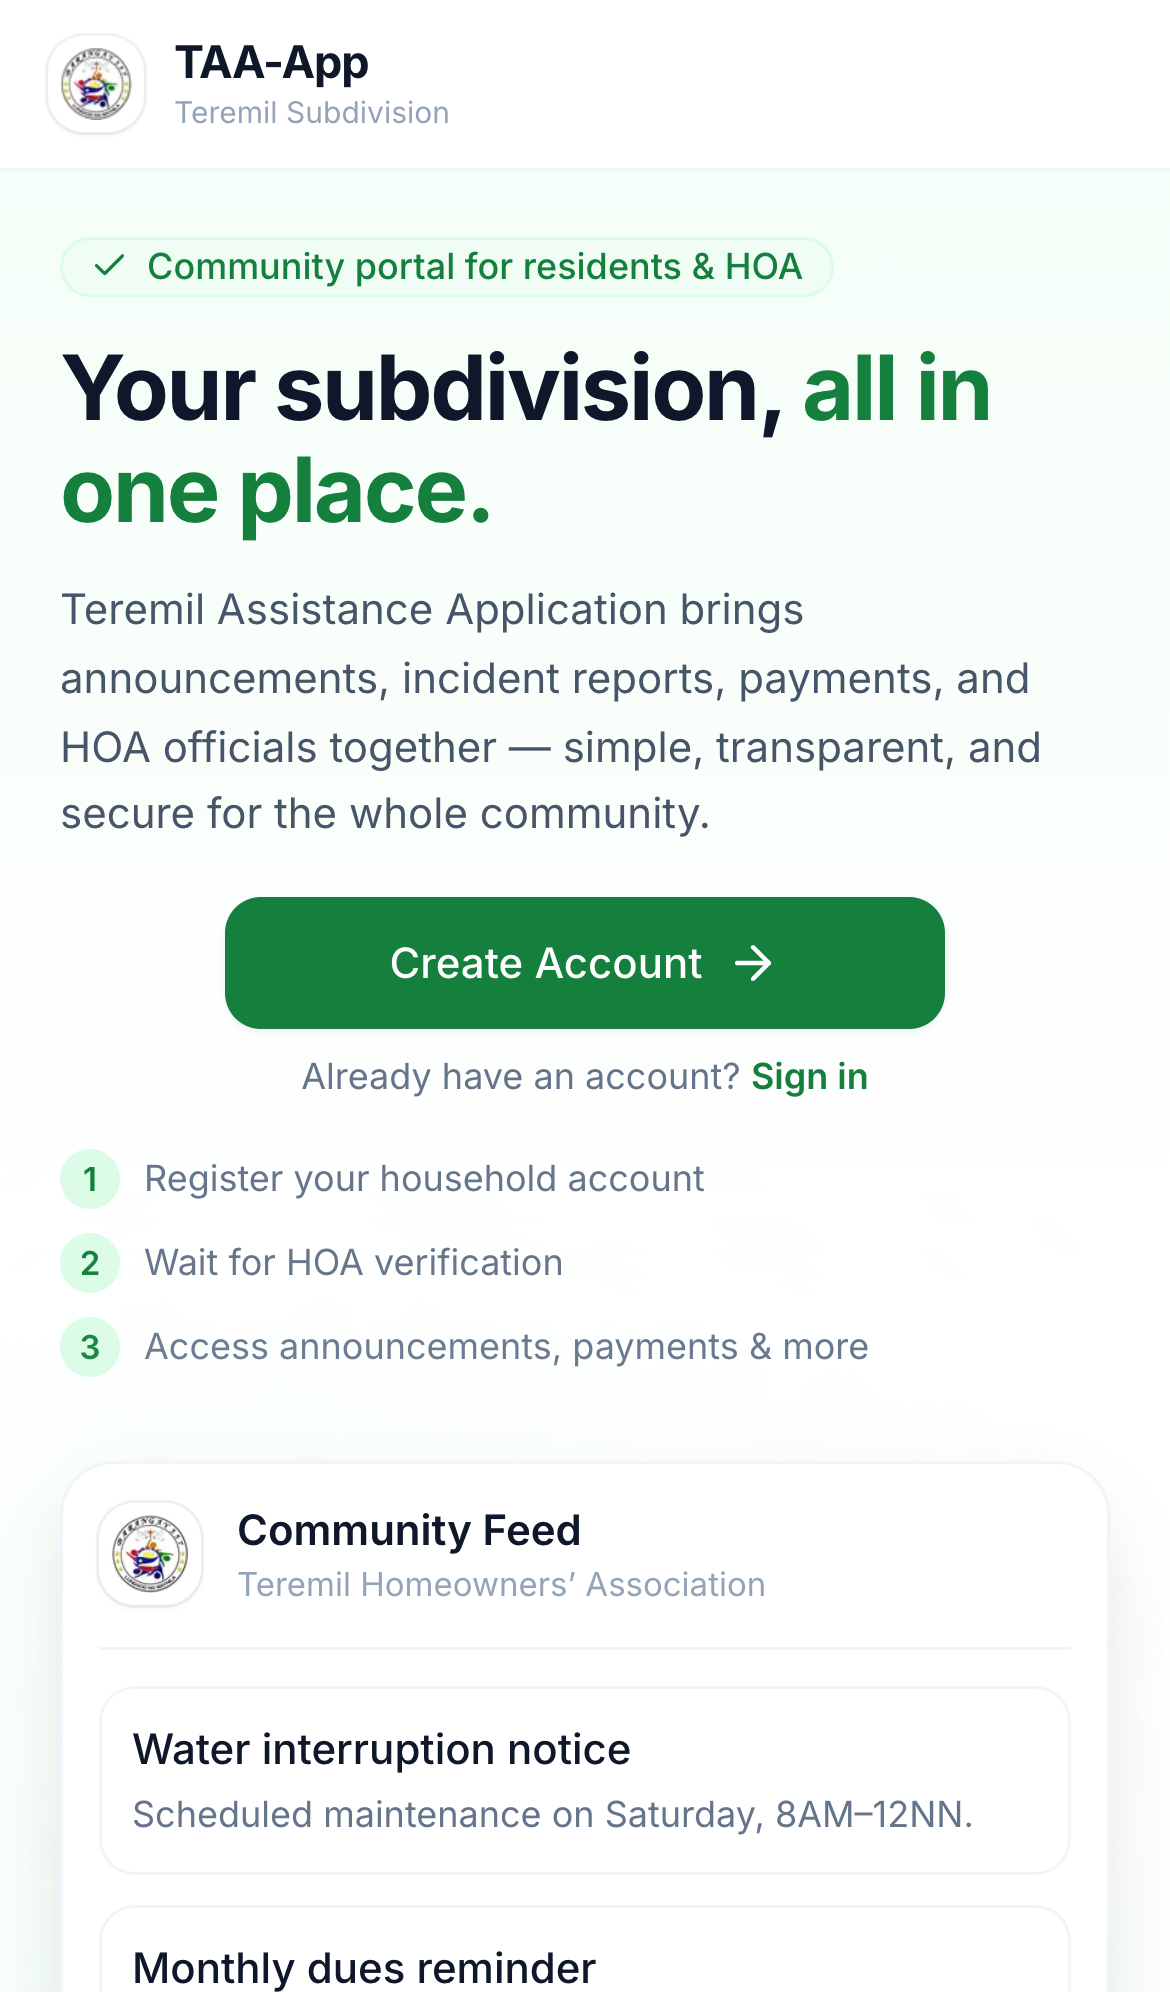 TAA-App
Teremil Subdivision
Community portal for residents & HOA
Your subdivision, all in
one place.
Teremil Assistance Application brings
announcements, incident reports, payments, and
HOA officials together — simple, transparent, and
secure for the whole community.
Create Account
Already have an account? Sign in
1 Register your household account
2 Wait for HOA verification
3 Access announcements, payments & more
Community Feed
Teremil Homeowners’ Association
Water interruption notice
Scheduled maintenance on Saturday, 8AM–12NN.
Monthly dues reminder